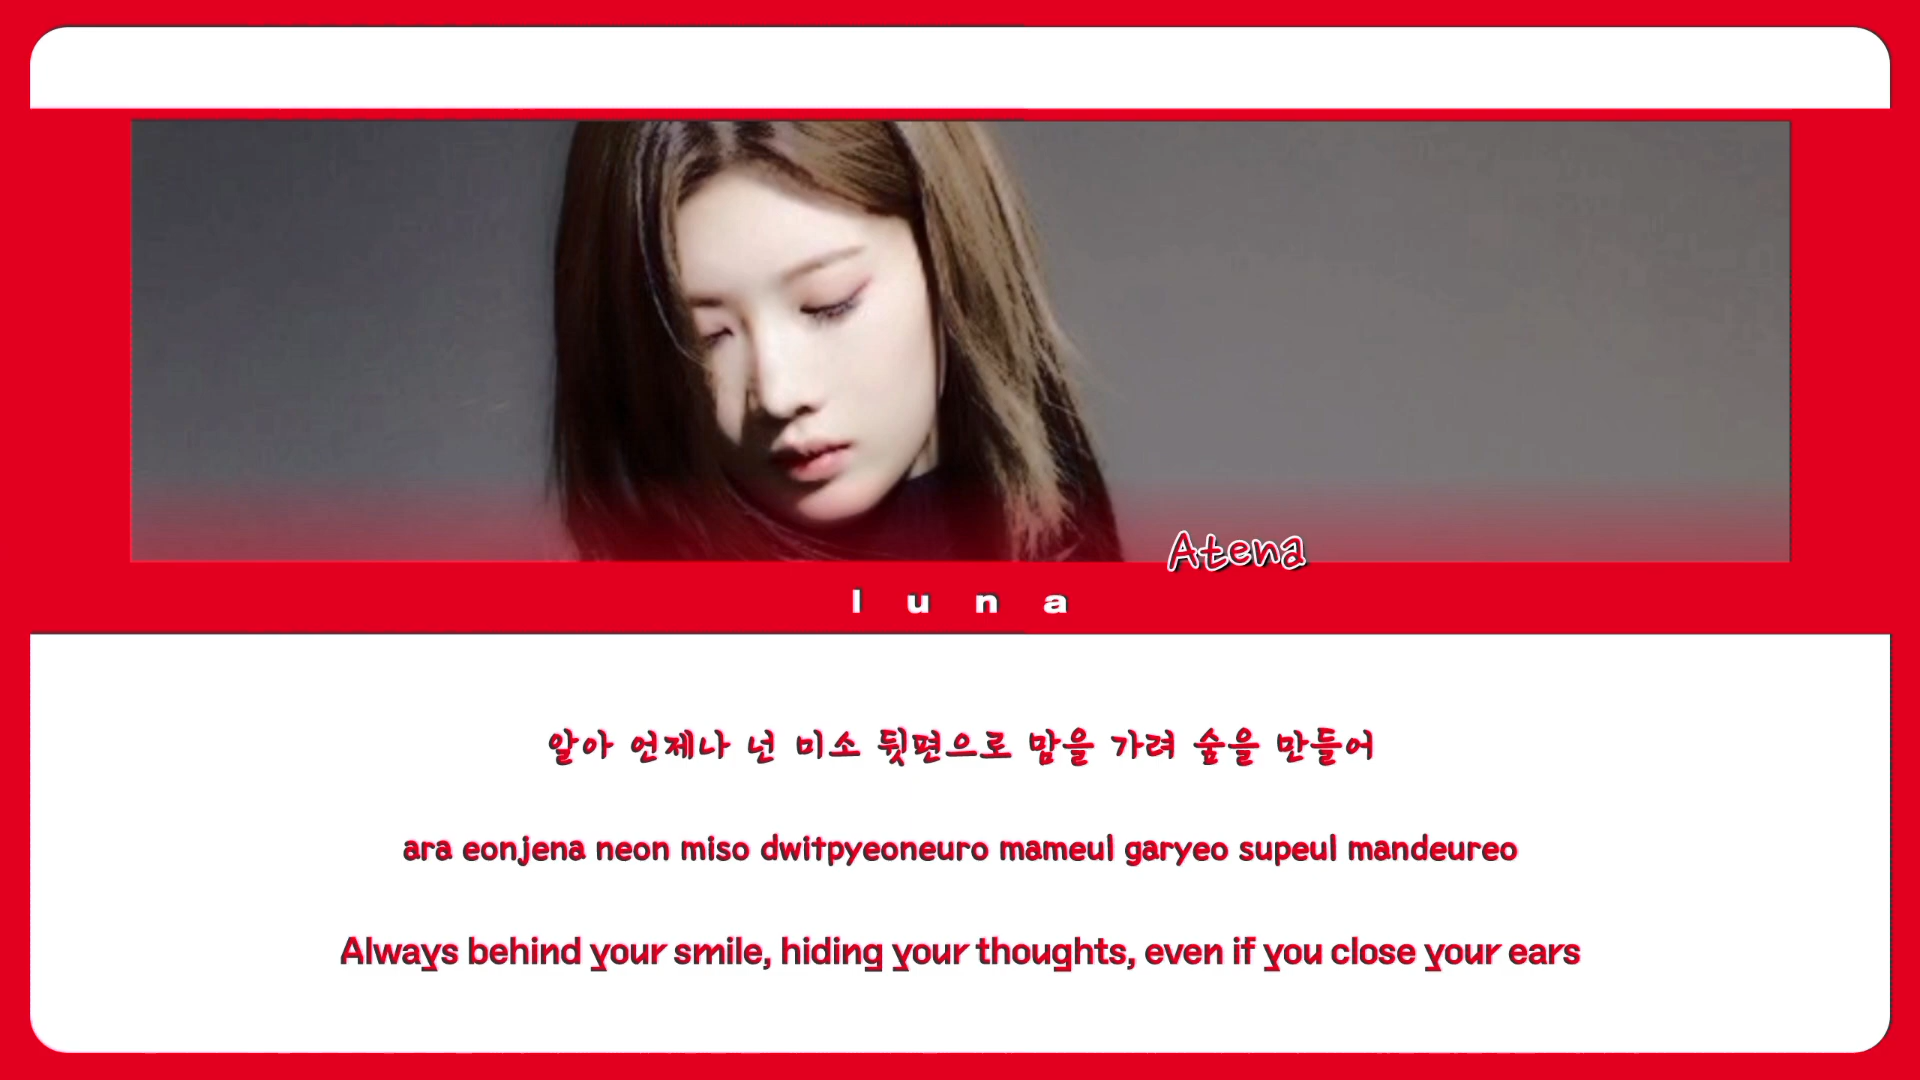 Atena
luna
알아 언제나 넌 미소 뒷편으로 맘을 가려 숲을 만들어
ara eonjena neon miso dwitpyeoneuro mameul garyeo supeul mandeureo
Always behind your smile, hiding your thoughts, even if you close your ears